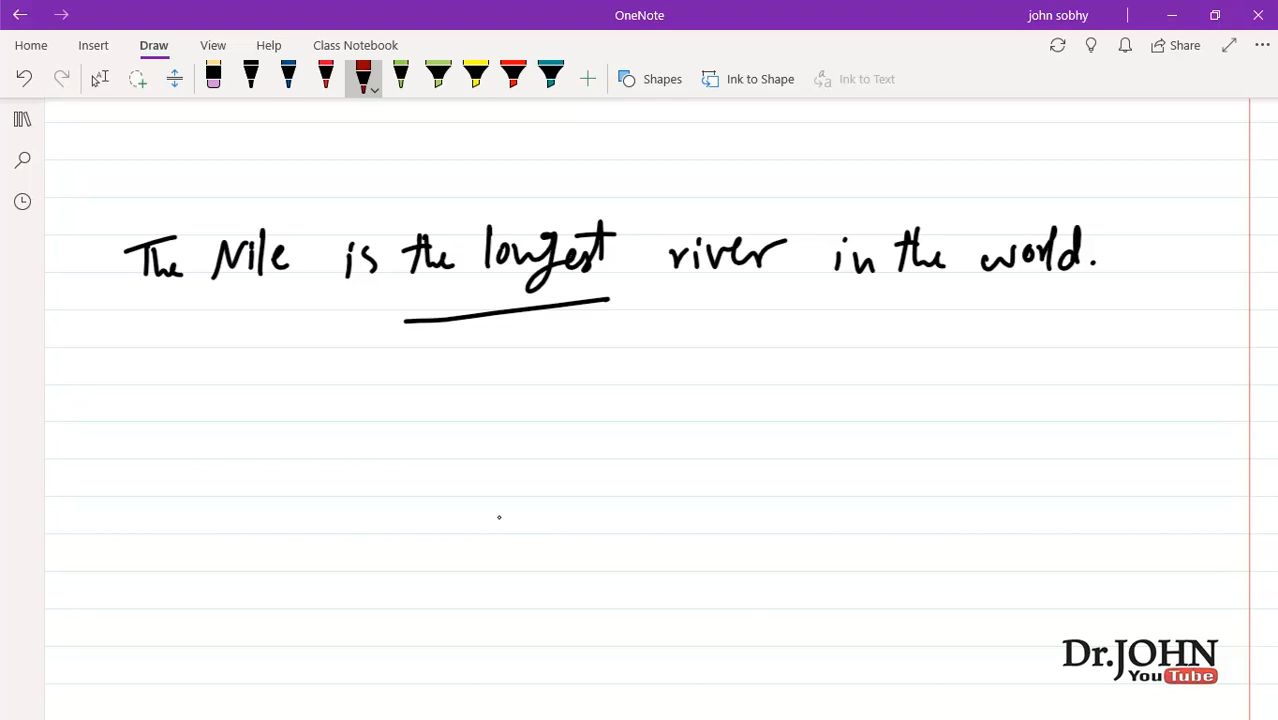 OneNote
john sobhy
Home Insert Draw View Help Class Notebook
Share
Shapes Ink to Shape Ink to Text
The Nile is the longest river in the world.
Dr.JOHN
YouTube